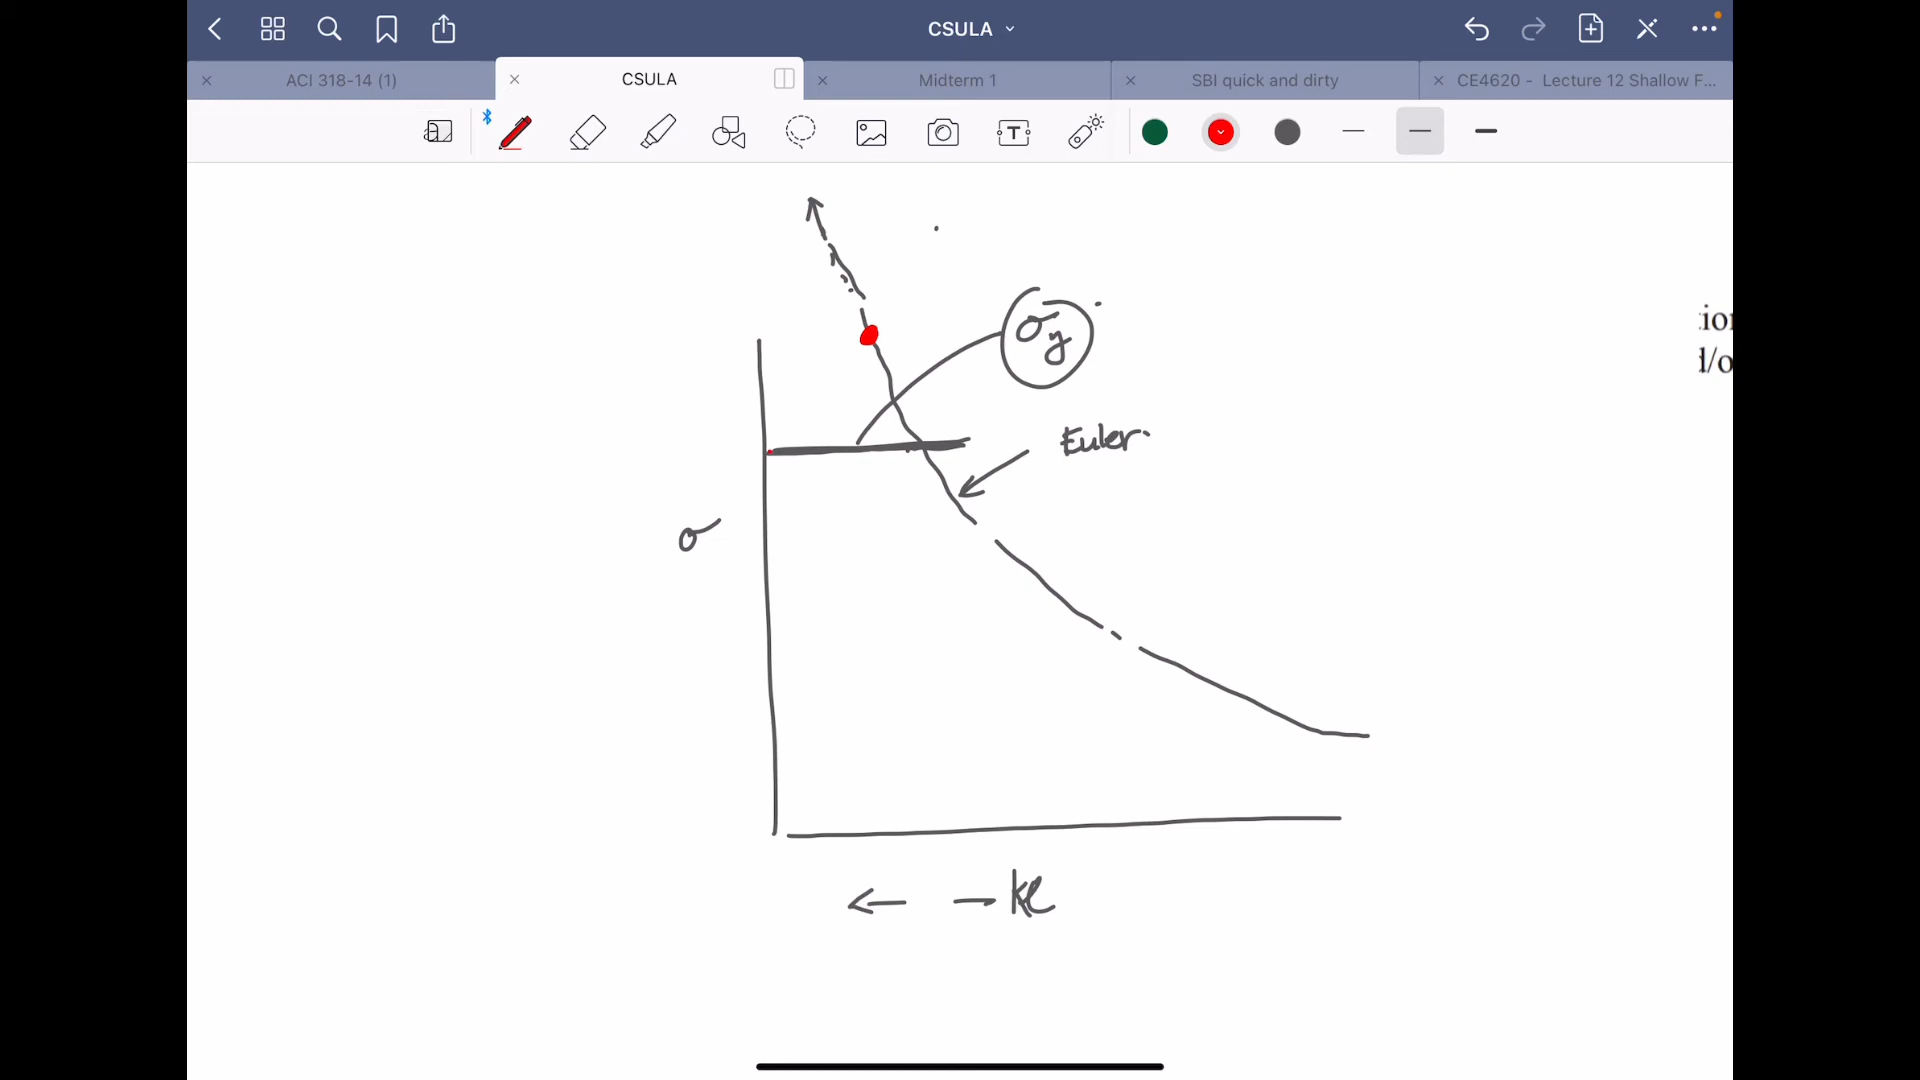 CSULA
ACI 318-14 (1)
CSULA
Midterm 1
SBI quick and dirty
CE4620 - Lecture 12 Shallow F...
T
σy
Euler
σ
← → kl